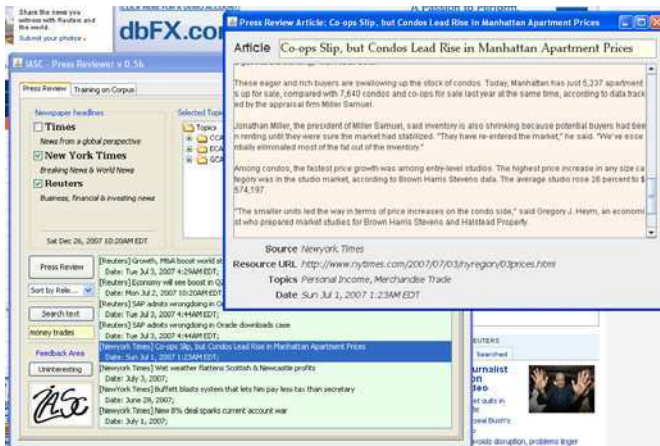 Share the news you
witness with Reuters and
the world.
Submit your photos
CLICK HERE FOR A DEMO ACCOUNT
dbFX.co
A Passion to Perform.
IASC - Press Reviewer v 0.5b
Press Review
Training on Corpus
Newspaper headlines
Times
News from a global perspective
New York Times
Breaking News & World News
Reuters
Business, financial & investing news
Sat Dec 26, 2007 10:20AM EDT
Selected Topi
Topics
CCA
ECA
GCA
Press Review
Sort by Rele...
Search text
money trades
Feedback Area
Uninteresting
IASC
[Reuters] Growth, M&A boost world st
Date: Tue Jul 3, 2007 4:29AM EDT;
[Reuters] Economy will see boost in Q2
Date: Mon Jul 2, 2007 10:20AM EDT
[Reuters] SAP admits wrongdoing in Or
Date: Tue Jul 3, 2007 4:44AM EDT;
[Reuters] SAP admits wrongdoing in Oracle downloads case
Date: Tue Jul 3, 2007 4:44AM EDT;
[Newyork Times] Co-ops Slip, but Condos Lead Rise in Manhattan Apartment Prices
Date: Sun Jul 1, 2007 1:23AM EDT;
[Newyork Times] Wet weather flattens Scottish & Newcastle profits
Date: July 3, 2007;
[Newyork Times] Buffett blasts system that lets him pay less tax than secretary
Date: June 28, 2007;
[Newyork Times] New 8% deal sparks current account war
Date: July 1, 2007;
Press Review Article: Co-ops Slip, but Condos Lead Rise in Manhattan Apartment Prices
Article Co-ops Slip, but Condos Lead Rise in Manhattan Apartment Prices
These eager and rich buyers are swallowing up the stock of condos. Today, Manhattan has just 5,237 apartment
s up for sale, compared with 7,640 condos and co-ops for sale last year at the same time, according to data track
ed by the appraisal firm Miller Samuel.
Jonathan Miller, the president of Miller Samuel, said inventory is also shrinking because potential buyers had bee
n renting until they were sure the market had stabilized. "They have re-entered the market," he said. "We've esse
ntially eliminated most of the fat out of the inventory."
Among condos, the fastest price growth was among entry-level studios. The highest price increase in any size ca
tegory was in the studio market, according to Brown Harris Stevens data. The average studio rose 26 percent to $
574,197.
"The smaller units led the way in terms of price increases on the condo side," said Gregory J. Heym, an economi
st who prepared market studies for Brown Harris Stevens and Halstead Property.
Source Newyork Times
Resource URL http://www.nytimes.com/2007/07/03/nyregion/03prices.html
Topics Personal Income, Merchandise Trade
Date Sun Jul 1, 2007 1:23AM EDT
EUTERS
Searched
urnalist
on
deo
et quits in
seal Bush's
avoids disruption, problems linger